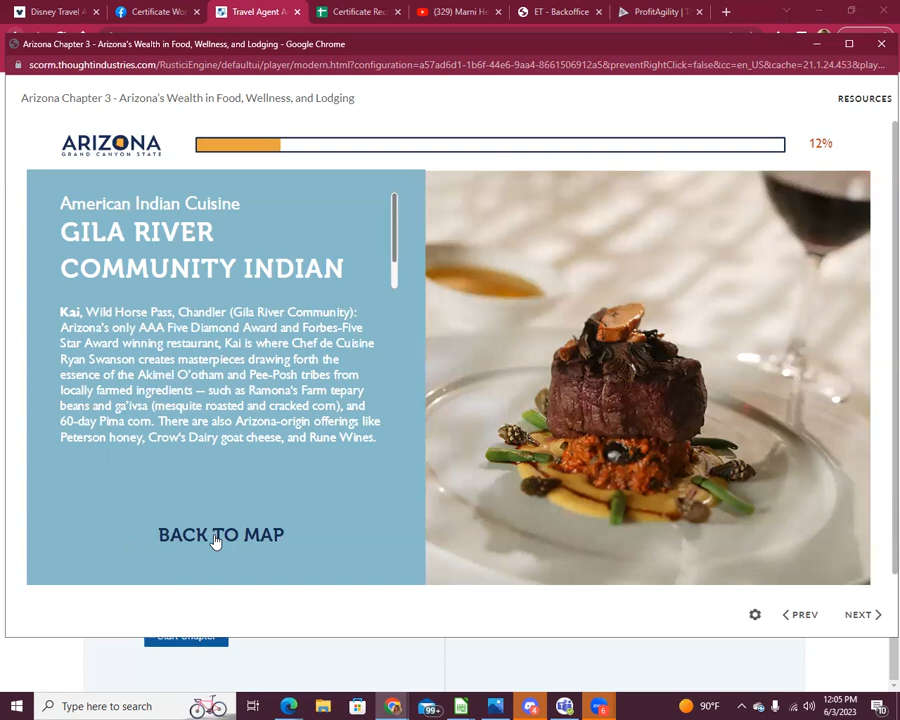 Disney Travel A
Certificate Wo
Travel Agent A
Certificate Rec
(329) Marni H
ET - Backoffice
ProfitAgility | T
Arizona Chapter 3 - Arizona's Wealth in Food, Wellness, and Lodging - Google Chrome
scorm.thoughtindustries.com/RusticiEngine/defaultui/player/modern.html?configuration=a57ad6d1-1b6f-44e6-9aa4-8661506912a5&preventRightClick=false&cc=en_US&cache=21.1.24.453&play...
Arizona Chapter 3 - Arizona's Wealth in Food, Wellness, and Lodging
RESOURCES
ARIZONA
GRAND CANYON STATE
12%
American Indian Cuisine
GILA RIVER
COMMUNITY INDIAN
Kai, Wild Horse Pass, Chandler (Gila River Community):
Arizona's only AAA Five Diamond Award and Forbes-Five
Star Award winning restaurant, Kai is where Chef de Cuisine
Ryan Swanson creates masterpieces drawing forth the
essence of the Akimel O'otham and Pee-Posh tribes from
locally farmed ingredients — such as Ramona's Farm tepary
beans and ga'ivsa (mesquite roasted and cracked corn), and
60-day Pima corn. There are also Arizona-origin offerings like
Peterson honey, Crow's Dairy goat cheese, and Rune Wines.
BACK TO MAP
PREV
NEXT
Start Chapter
Type here to search
99+
4
6
90°F
12:05 PM
6/3/2023
10